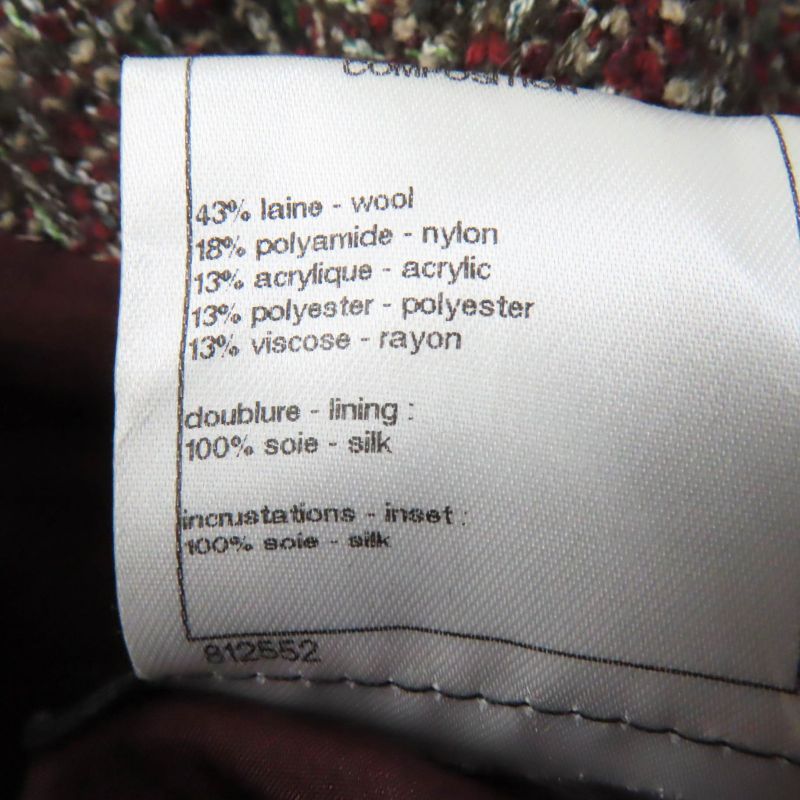 COMPOSITION
43% laine - wool
18% polyamide - nylon
13% acrylique - acrylic
13% polyester - polyester
13% viscose - rayon
doublure - lining :
100% soie - silk
incrustations - inset :
100% soie - silk
812552